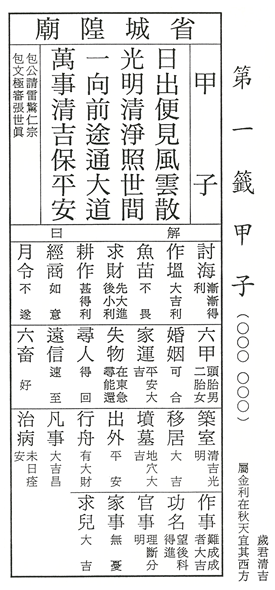 第一籤 甲子 (○○○○ ○○○)
歲君清吉
屬金利在秋天宜其西方
省城隍廟
甲子
日出便見風雲散
光明清淨照世間
一向前途通大道
萬事清吉保平安
包公請雷驚仁宗
包文極審張世眞
解曰
討海 漸漸得利
作塭 大吉利
魚苗 不畏
求財 先大進後小利
耕作 甚得利
經商 如意
月令 不遂
六甲 頭胎男二胎女
婚姻 可合
家運 平安大吉
失物 在東急尋能還
尋人 得回
遠信 速至
六畜 好
築室 清吉光明
移居 大吉
墳墓 地穴大吉
出外 平安
行舟 有大財
凡事 大吉昌
治病 未日痊安
作事 難成成者大吉
功名 望後科得進
官事 理斷分明
家事 無憂
求兒 大吉